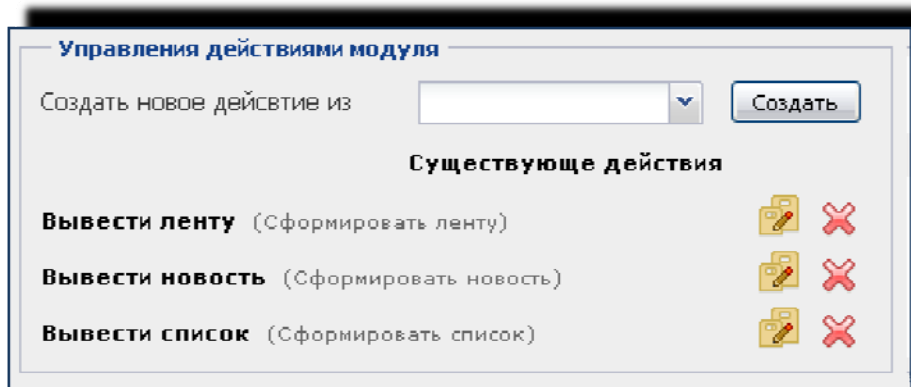 Управления действиями модуля
Создать новое дейсвтие из Создать
Существующе действия
Вывести ленту (Сформировать ленту)
Вывести новость (Сформировать новость)
Вывести список (Сформировать список)